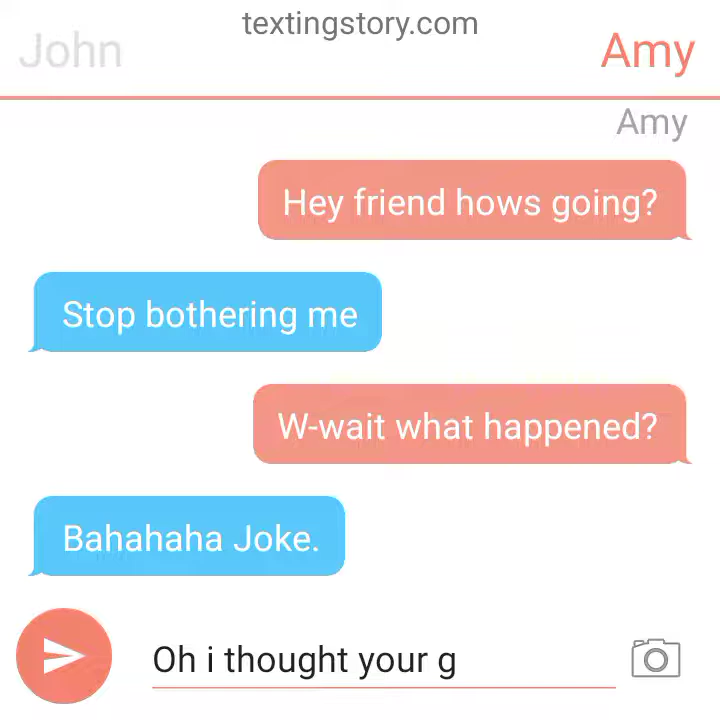 textingstory.com
John
Amy
Amy
Hey friend hows going?
Stop bothering me
W-wait what happened?
Bahahaha Joke.
Oh i thought your g